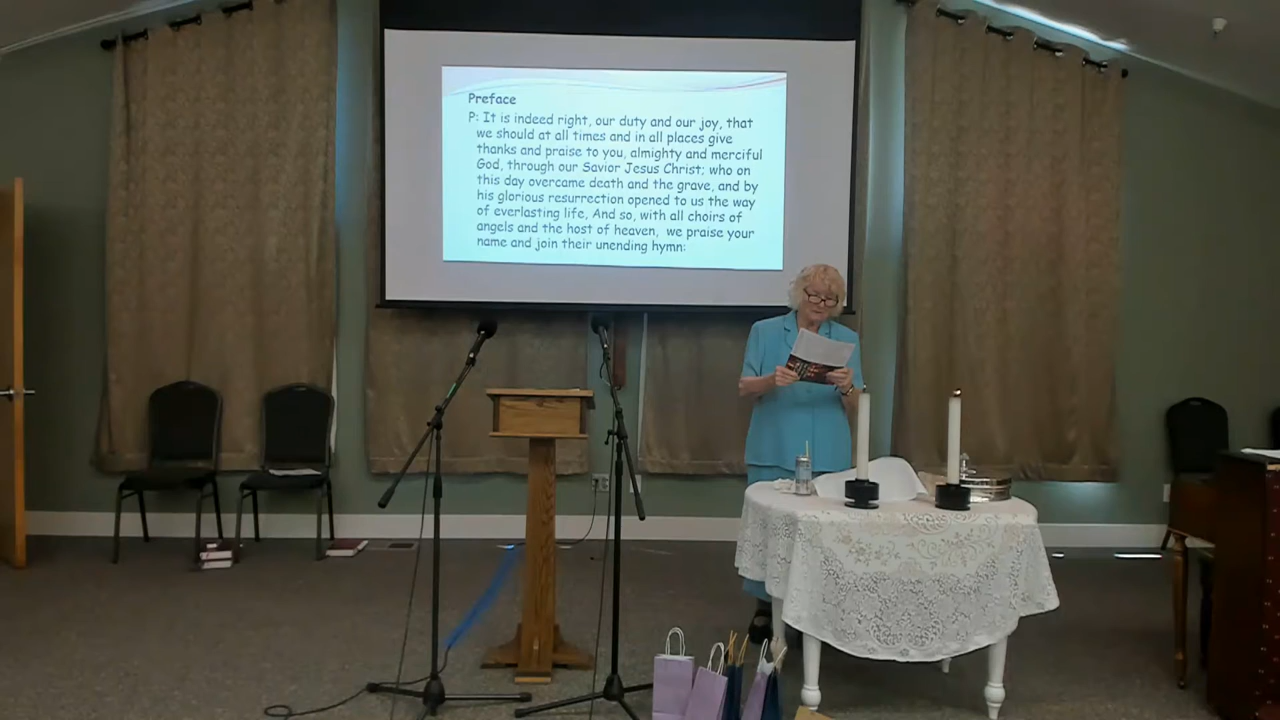 Preface
P: It is indeed right, our duty and our joy, that
we should at all times and in all places give
thanks and praise to you, almighty and merciful
God, through our Savior Jesus Christ; who on
this day overcame death and the grave, and by
his glorious resurrection opened to us the way
of everlasting life, And so, with all choirs of
angels and the host of heaven, we praise your
name and join their unending hymn: